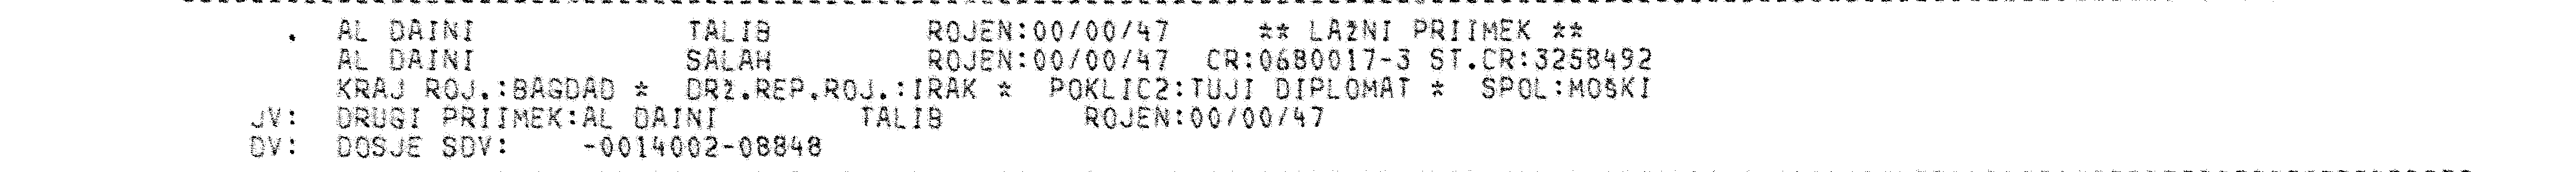 . AL DAINI TALIB ROJEN:00/00/47 ** LAŽNI PRIIMEK **
AL DAINI SALAH ROJEN:00/00/47 CR:0680017-3 ST.CR:3258492
KRAJ ROJ.:BAGDAD * DRŽ.REP.ROJ.:IRAK * POKLIC2:TUJI DIPLOMAT * SPOL:MOŠKI
JV: DRUGI PRIIMEK:AL DAINI TALIB ROJEN:00/00/47
DV: DOSJE SDV: -0014002-08848